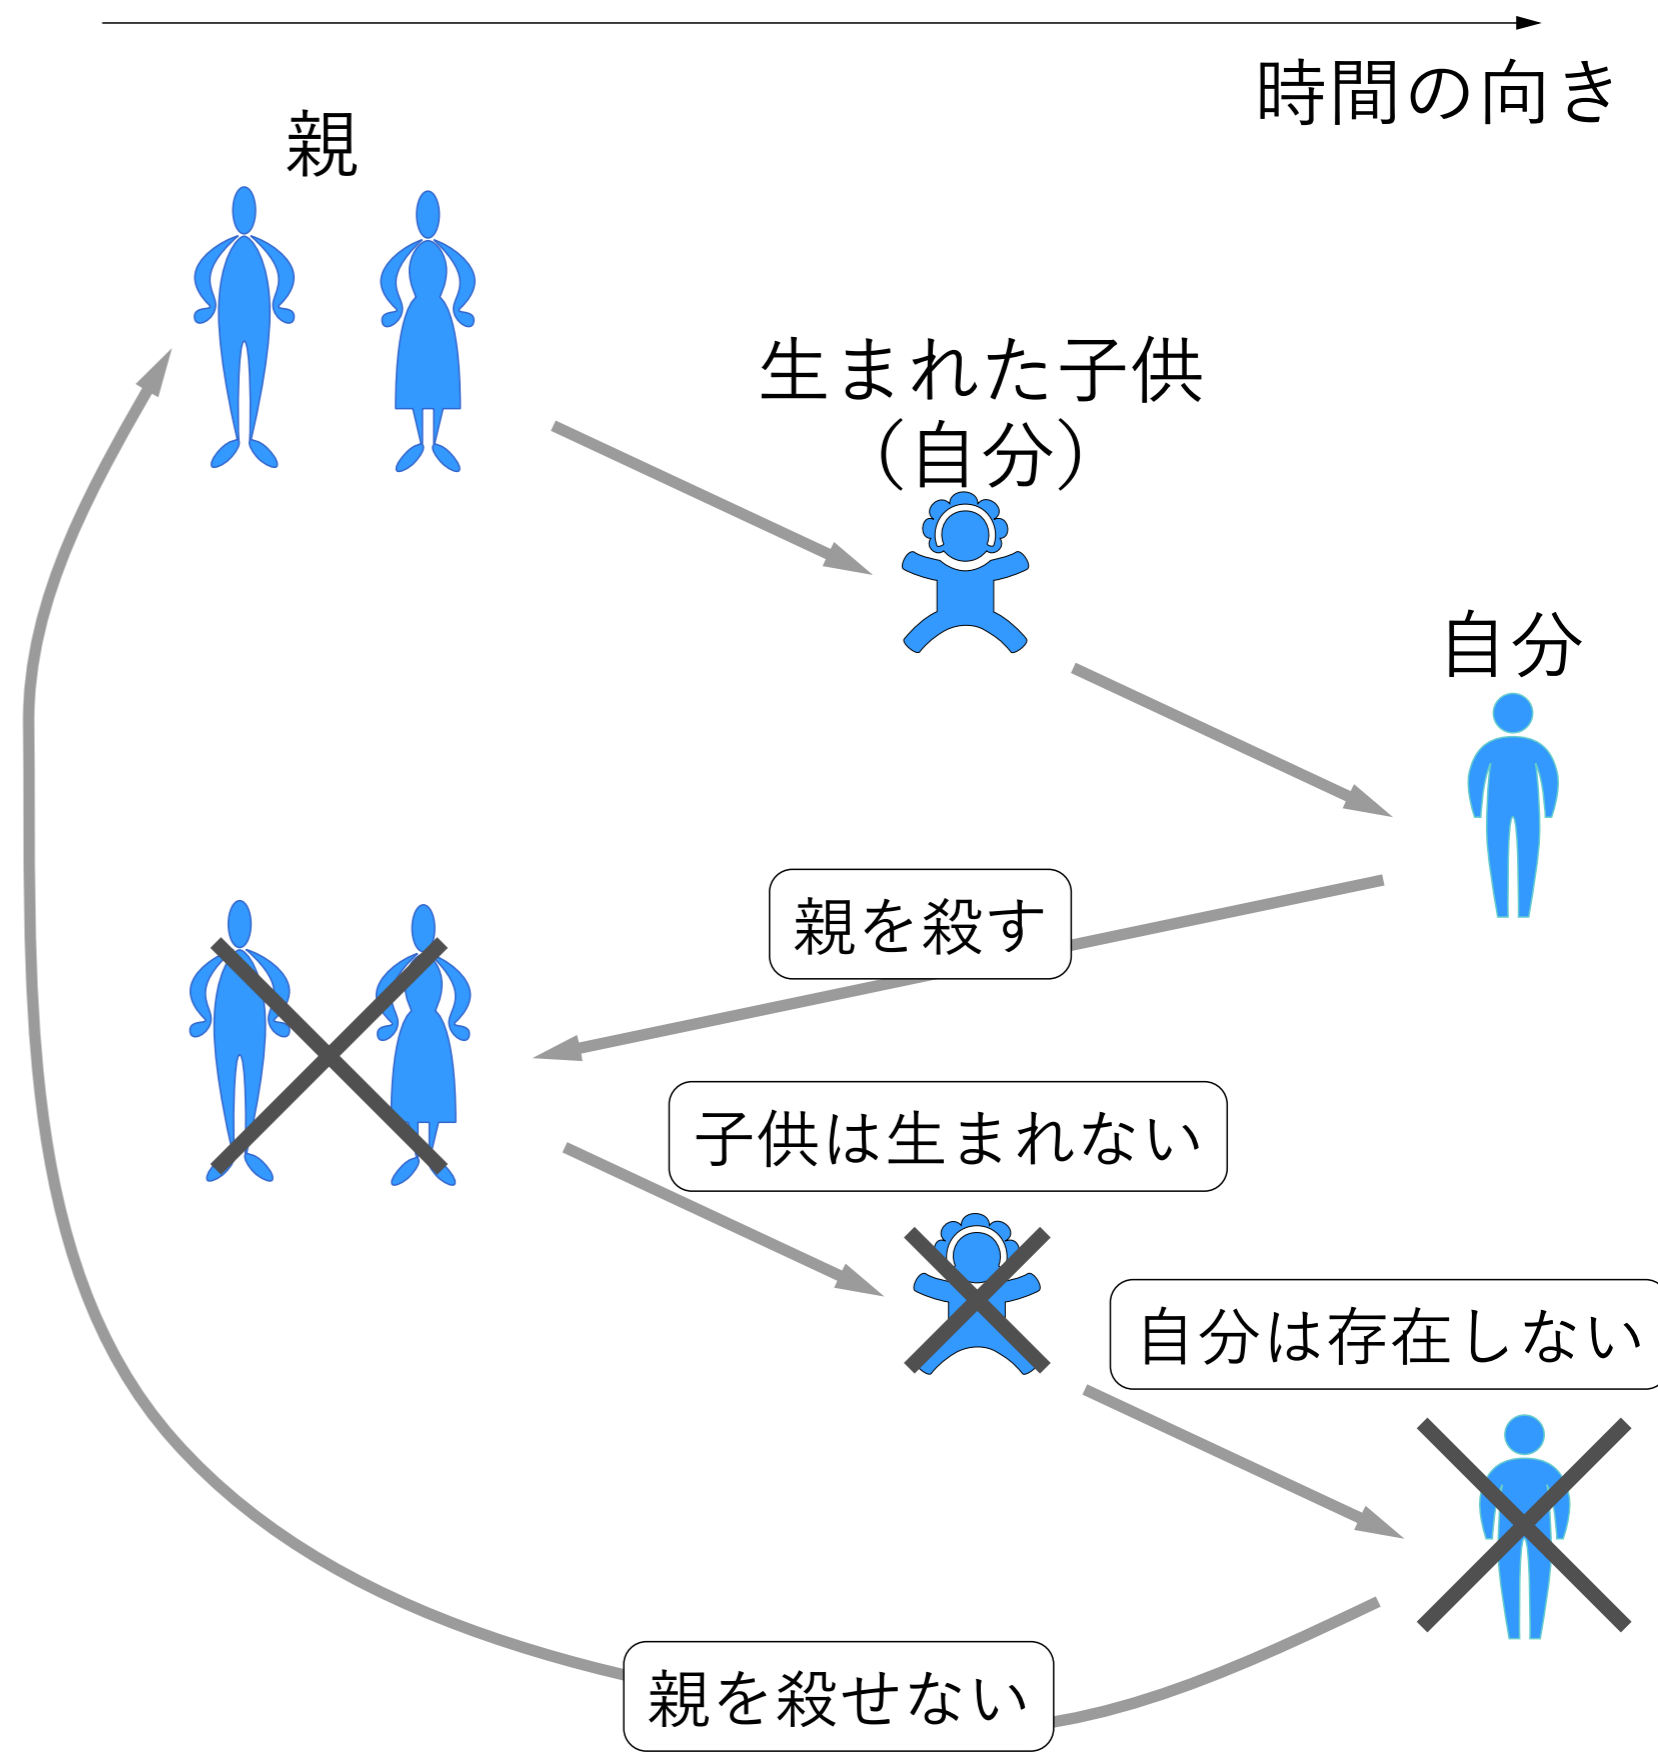 時間の向き
親
生まれた子供
（自分）
自分
親を殺す
子供は生まれない
自分は存在しない
親を殺せない